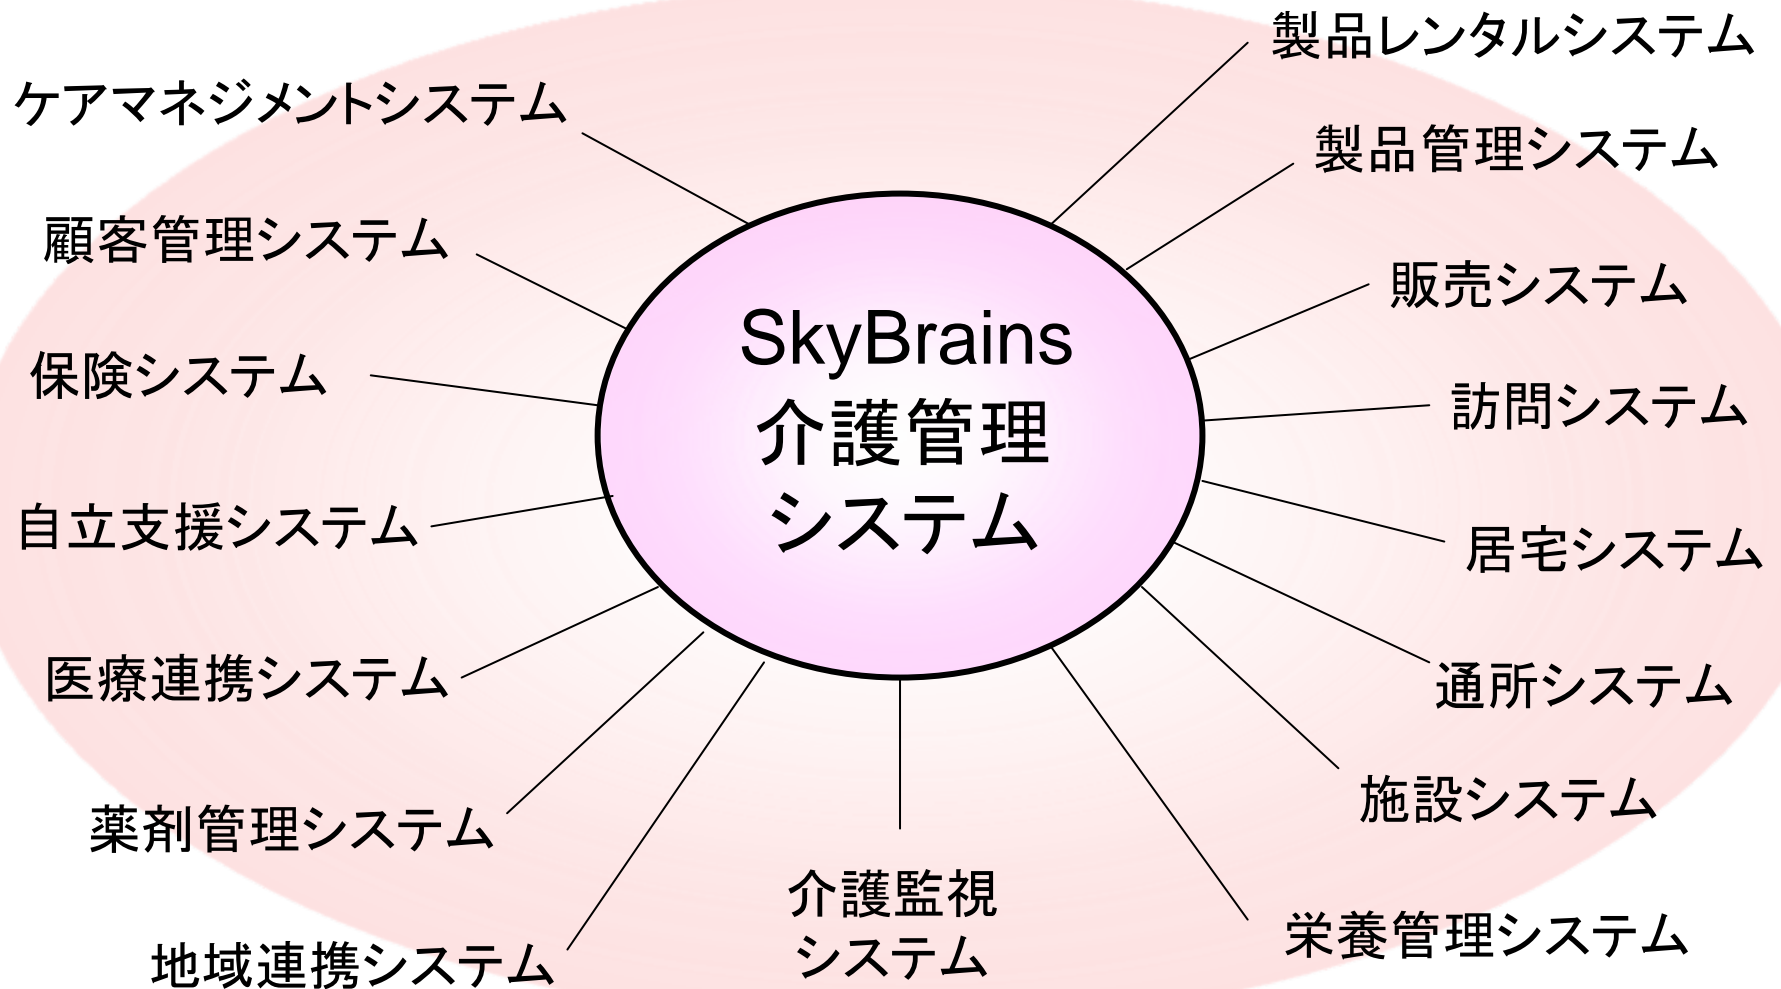 製品レンタルシステム
ケアマネジメントシステム
製品管理システム
顧客管理システム
販売システム
SkyBrains
介護管理
システム
保険システム
訪問システム
自立支援システム
居宅システム
医療連携システム
通所システム
薬剤管理システム
施設システム
介護監視
システム
栄養管理システム
地域連携システム